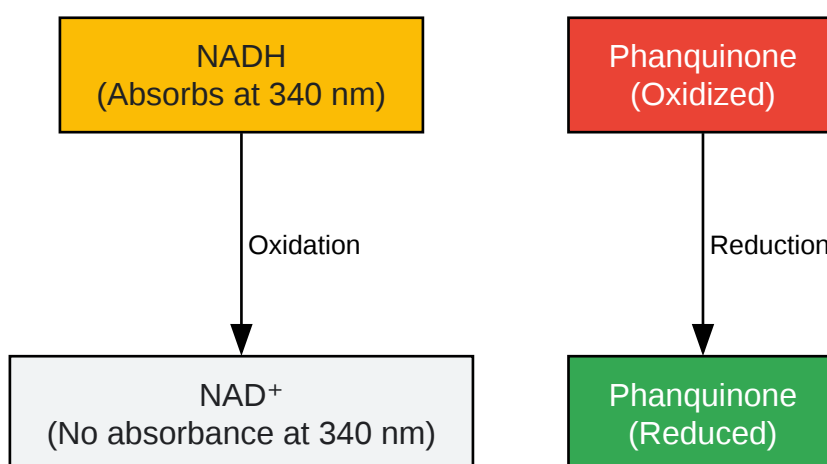 NADH
(Absorbs at 340 nm)
Phanquinone
(Oxidized)
Oxidation
Reduction
NAD⁺
(No absorbance at 340 nm)
Phanquinone
(Reduced)